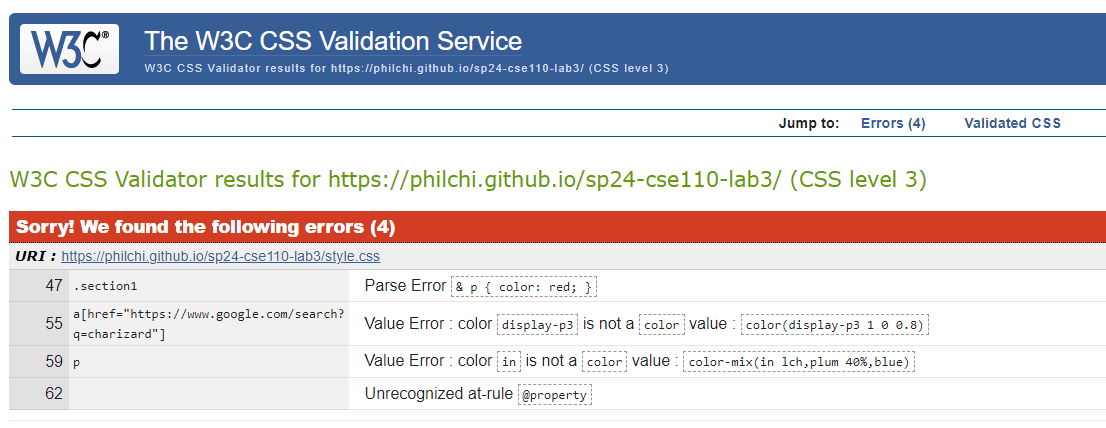 W3C®
The W3C CSS Validation Service
W3C CSS Validator results for https://philchi.github.io/sp24-cse110-lab3/ (CSS level 3)
Jump to: Errors (4) Validated CSS
W3C CSS Validator results for https://philchi.github.io/sp24-cse110-lab3/ (CSS level 3)
Sorry! We found the following errors (4)
URI : https://philchi.github.io/sp24-cse110-lab3/style.css
47 .section1 Parse Error & p { color: red; }
55 a[href="https://www.google.com/search?q=charizard"] Value Error : color display-p3 is not a color value : color(display-p3 1 0 0.8)
59 p Value Error : color in is not a color value : color-mix(in lch,plum 40%,blue)
62 Unrecognized at-rule @property